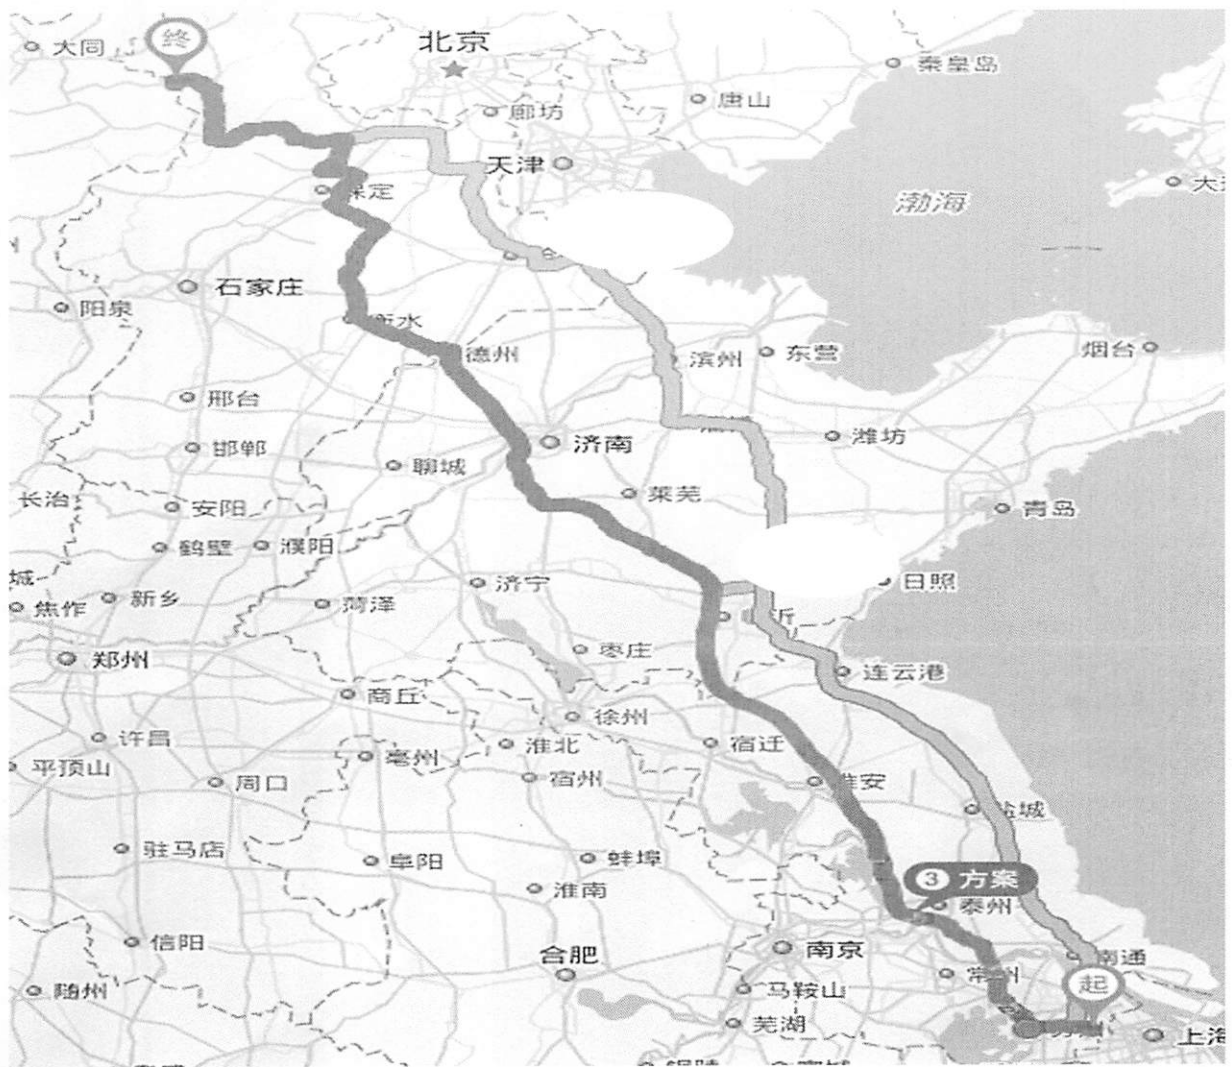 终
大同
北京
秦皇岛
唐山
廊坊
天津
保定
渤海
石家庄
阳泉
衡水
德州
滨州
东营
烟台
邢台
潍坊
济南
邯郸
聊城
莱芜
长治
安阳
青岛
鹤壁
濮阳
济宁
日照
城
焦作
新乡
菏泽
沂
枣庄
郑州
连云港
商丘
徐州
许昌
淮北
宿迁
平顶山
亳州
周口
宿州
淮安
盐城
驻马店
阜阳
蚌埠
3 方案
淮南
泰州
信阳
合肥
南京
南通
常州
起
随州
马鞍山
芜湖
苏州
上海